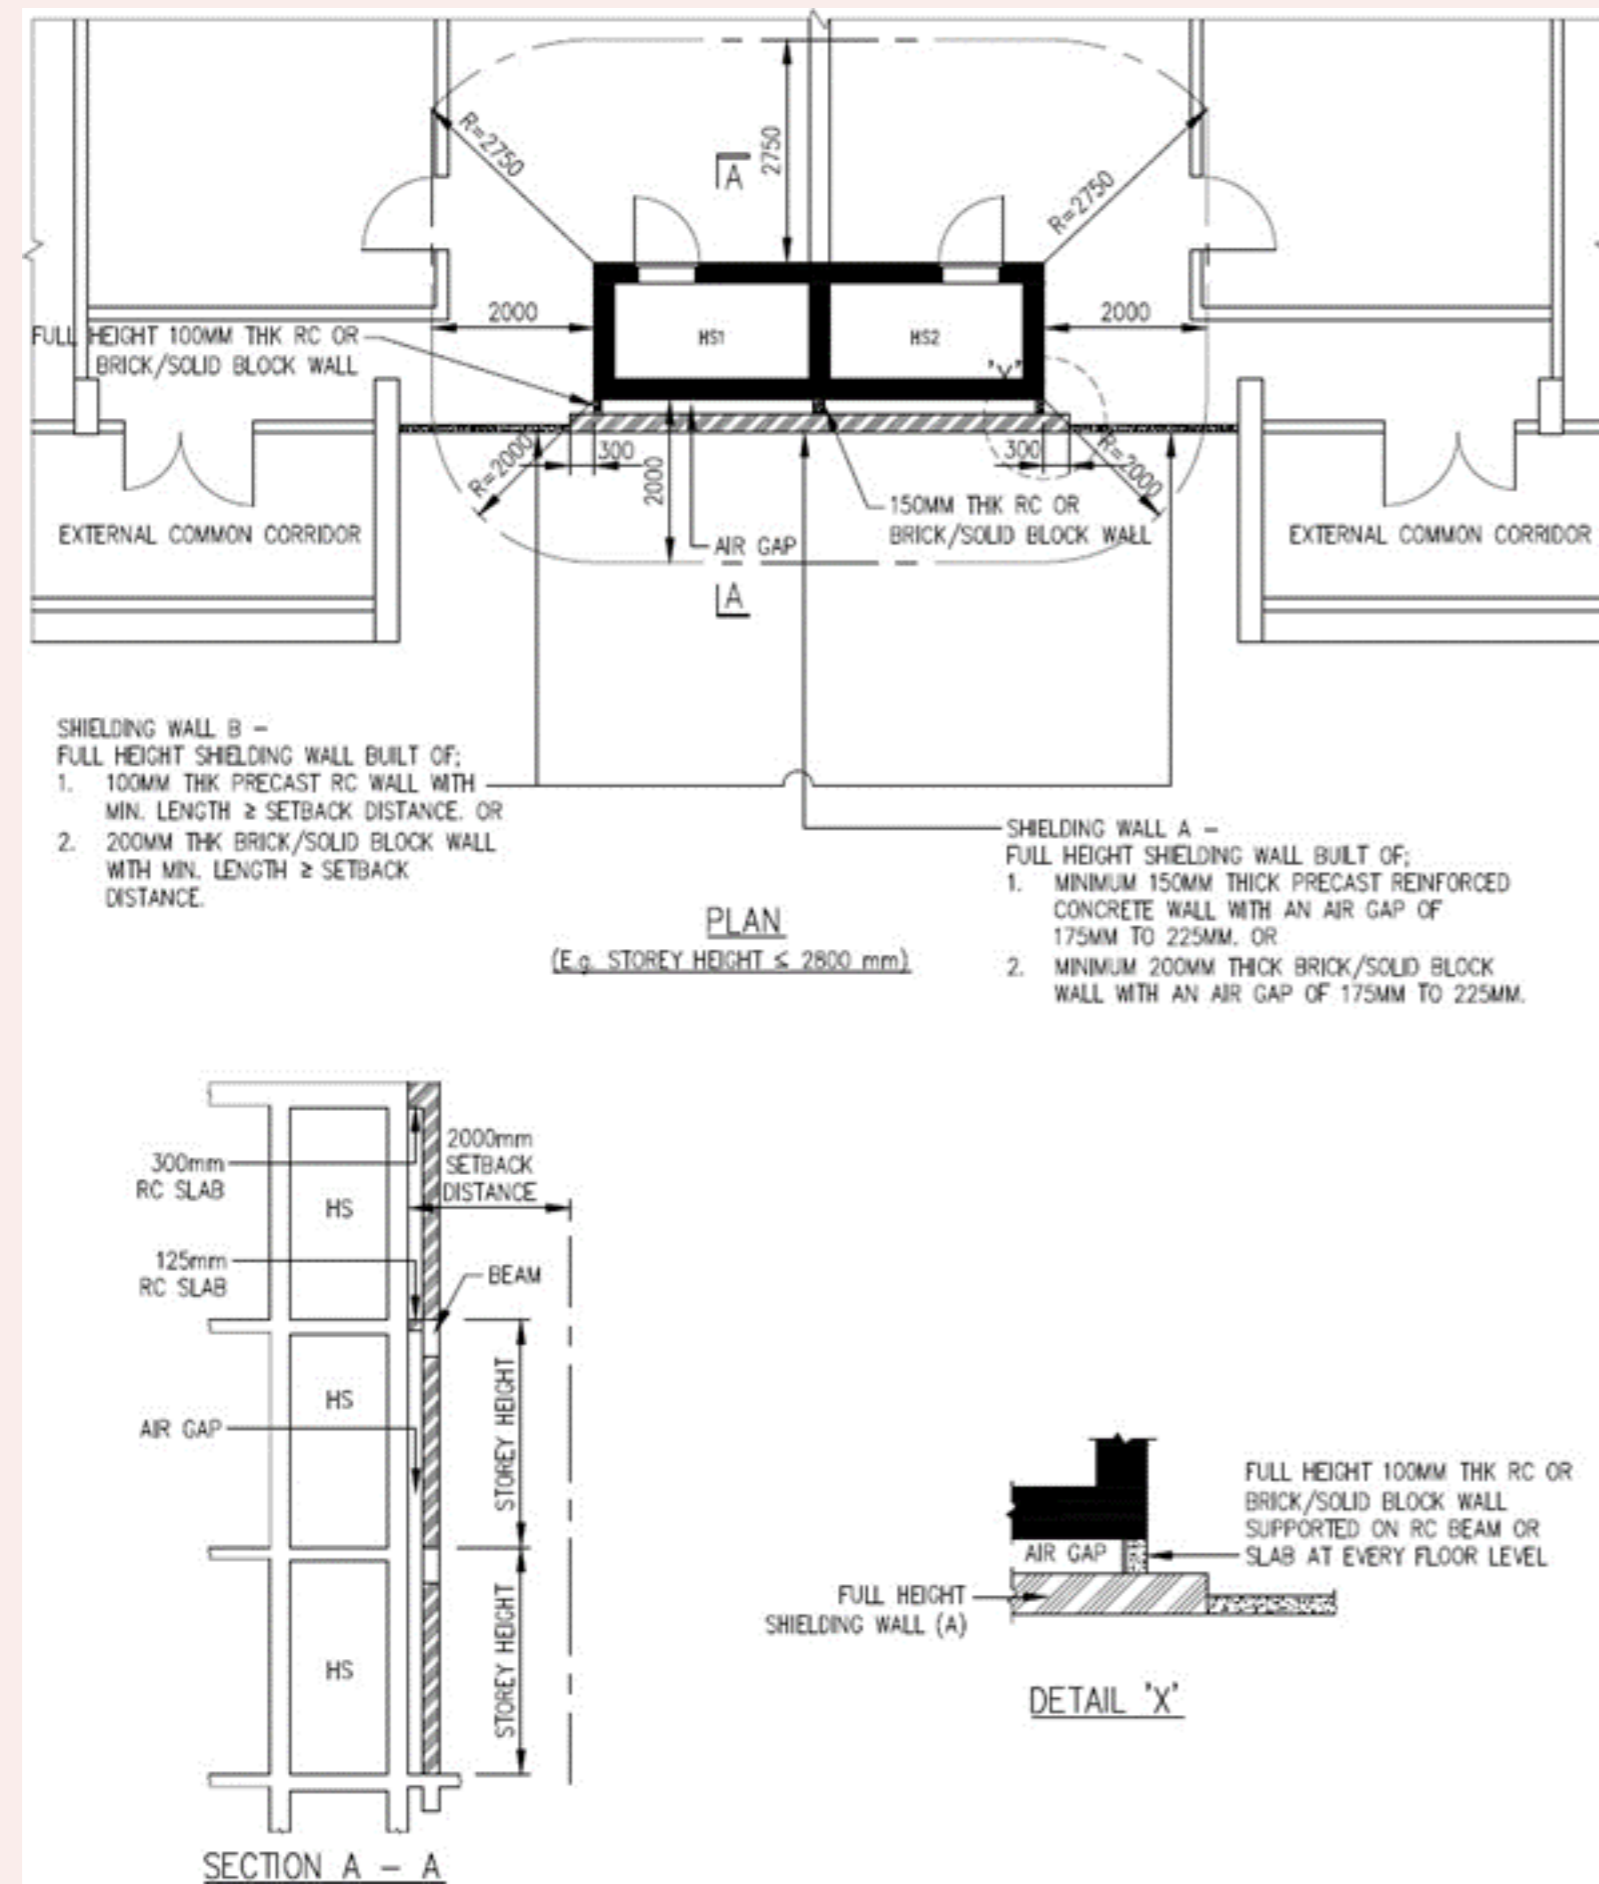 R=2750
2750
A
R=2750
2000
2000
FULL HEIGHT 100MM THK RC OR
BRICK/SOLID BLOCK WALL
HS1
HS2
'X'
R=2000
300
2000
300
R=2000
150MM THK RC OR
BRICK/SOLID BLOCK WALL
AIR GAP
EXTERNAL COMMON CORRIDOR
EXTERNAL COMMON CORRIDOR
A
SHIELDING WALL B –
FULL HEIGHT SHIELDING WALL BUILT OF;
1. 100MM THK PRECAST RC WALL WITH
MIN. LENGTH ≥ SETBACK DISTANCE. OR
2. 200MM THK BRICK/SOLID BLOCK WALL
WITH MIN. LENGTH ≥ SETBACK
DISTANCE.
SHIELDING WALL A –
FULL HEIGHT SHIELDING WALL BUILT OF;
1. MINIMUM 150MM THICK PRECAST REINFORCED
CONCRETE WALL WITH AN AIR GAP OF
175MM TO 225MM. OR
2. MINIMUM 200MM THICK BRICK/SOLID BLOCK
WALL WITH AN AIR GAP OF 175MM TO 225MM.
PLAN
(E.g. STOREY HEIGHT ≤ 2800 mm)
300mm
RC SLAB
2000mm
SETBACK
DISTANCE
HS
125mm
RC SLAB
BEAM
HS
AIR GAP
STOREY HEIGHT
STOREY HEIGHT
HS
SECTION A – A
AIR GAP
FULL HEIGHT 100MM THK RC OR
BRICK/SOLID BLOCK WALL
SUPPORTED ON RC BEAM OR
SLAB AT EVERY FLOOR LEVEL
FULL HEIGHT
SHIELDING WALL (A)
DETAIL 'X'